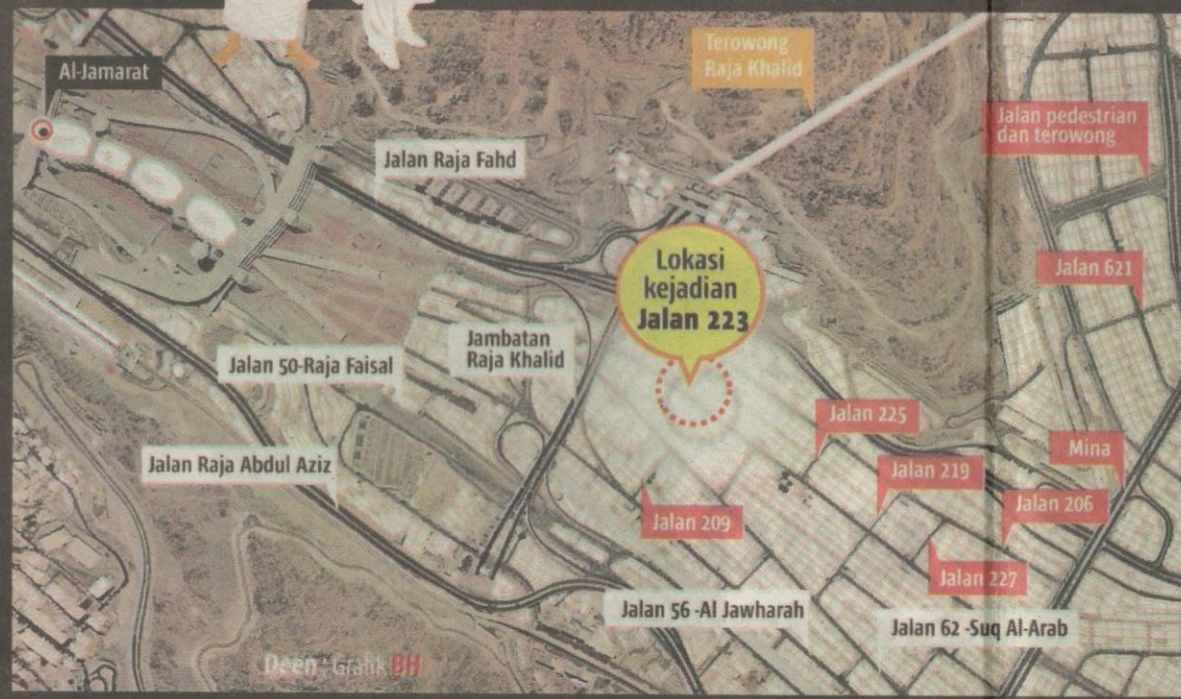 Al-Jamarat
Terowong
Raja Khalid
Jalan pedestrian
dan terowong
Jalan Raja Fahd
Lokasi
kejadian
Jalan 223
Jalan 621
Jambatan
Raja Khalid
Jalan 50-Raja Faisal
Jalan 225
Mina
Jalan Raja Abdul Aziz
Jalan 219
Jalan 206
Jalan 209
Jalan 227
Jalan 56 -Al Jawharah
Jalan 62 -Suq Al-Arab
Deen : Grafik BH